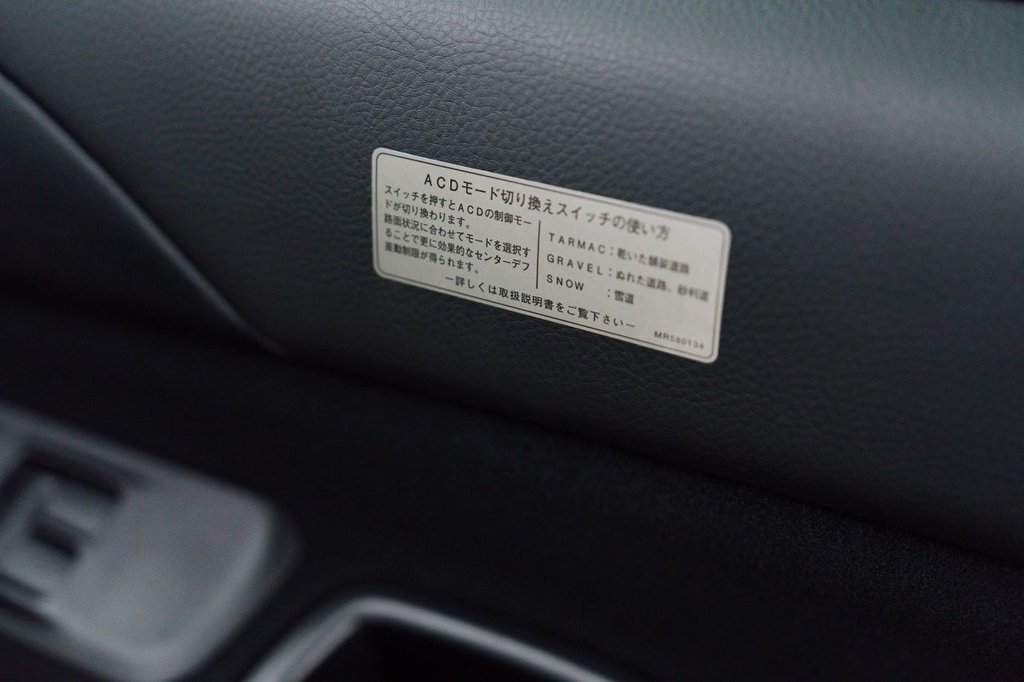 ACDモード切り換えスイッチの使い方
スイッチを押すとACDの制御モー
ドが切り換わります。
路面状況に合わせてモードを選択す
ることで更に効果的なセンターデフ
差動制限が得られます。
TARMAC：乾いた舗装道路
GRAVEL：ぬれた道路、砂利道
SNOW　：雪道
ー詳しくは取扱説明書をご覧下さいー
MR580134